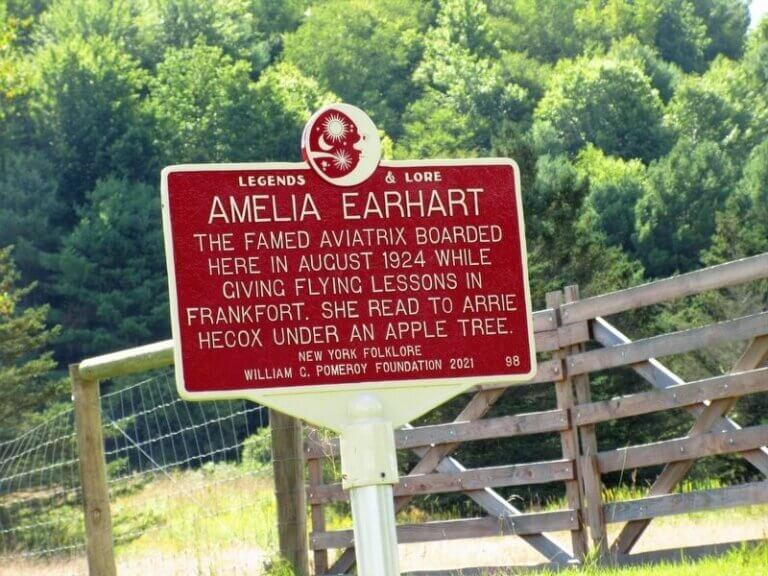 LEGENDS & LORE
AMELIA EARHART
THE FAMED AVIATRIX BOARDED
HERE IN AUGUST 1924 WHILE
GIVING FLYING LESSONS IN
FRANKFORT. SHE READ TO ARRIE
HECOX UNDER AN APPLE TREE.
NEW YORK FOLKLORE
WILLIAM G. POMEROY FOUNDATION 2021 98